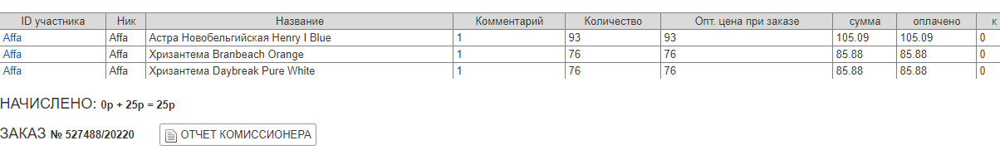 ID участника Ник Название Комментарий Количество Опт. цена при заказе сумма оплачено к
Affa Affa Астра Новобельгийская Henry I Blue 1 93 93 105.09 105.09 0
Affa Affa Хризантема Branbeach Orange 1 76 76 85.88 85.88 0
Affa Affa Хризантема Daybreak Pure White 1 76 76 85.88 85.88 0
НАЧИСЛЕНО: 0р + 25р = 25р
ЗАКАЗ № 527488/20220 ОТЧЕТ КОМИССИОНЕРА